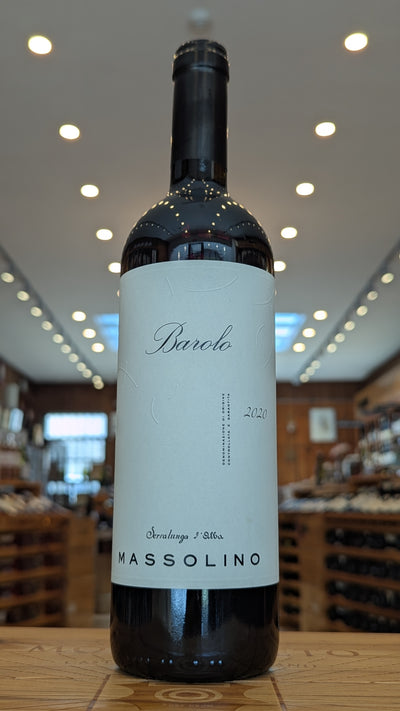 Barolo
DENOMINAZIONE DI ORIGINE
CONTROLLATA E GARANTITA
2020
Serralunga d'Alba
MASSOLINO